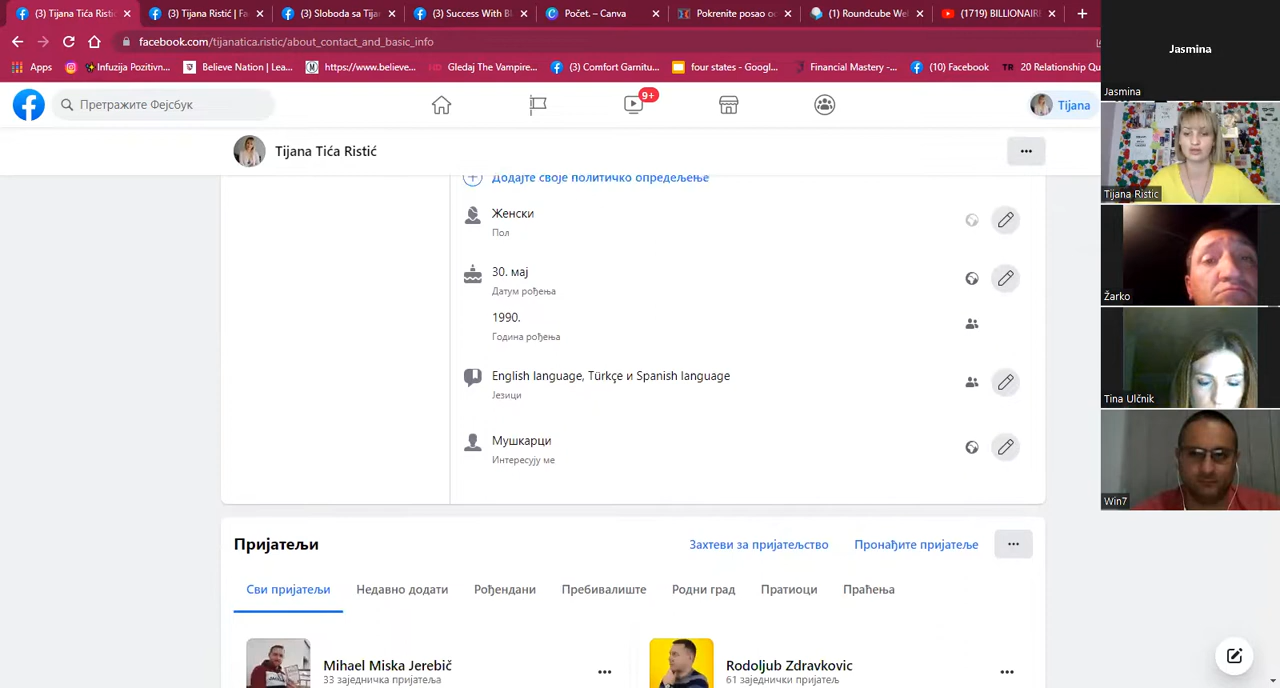 (3) Tijana Tića Ristić
(3) Tijana Ristić | Fa
(3) Sloboda sa Tijan
(3) Success With Bl
Počet. – Canva
Pokrenite posao od
(1) Roundcube We
(1719) BILLIONAIR
facebook.com/tijanatica.ristic/about_contact_and_basic_info
Apps
Infuzija Pozitivn...
Believe Nation | Lea...
https://www.believe...
Gledaj The Vampire...
(3) Comfort Garnitu...
four states - Googl...
Financial Mastery -...
(10) Facebook
TR
20 Relationship Qu
Претражите Фејсбук
9+
Tijana
Tijana Tića Ristić
Додајте своје политичко опредељење
Женски
Пол
30. мај
Датум рођења
1990.
Година рођења
English language, Türkçe и Spanish language
Језици
Мушкарци
Интересују ме
Пријатељи
Захтеви за пријатељство
Пронађите пријатеље
Сви пријатељи
Недавно додати
Рођендани
Пребивалиште
Родни град
Пратиоци
Праћења
Mihael Miska Jerebič
33 заједничка пријатеља
Rodoljub Zdravkovic
61 заједнички пријатељ
Jasmina
Jasmina
Tijana Ristic
Žarko
Tina Ulčnik
Win7